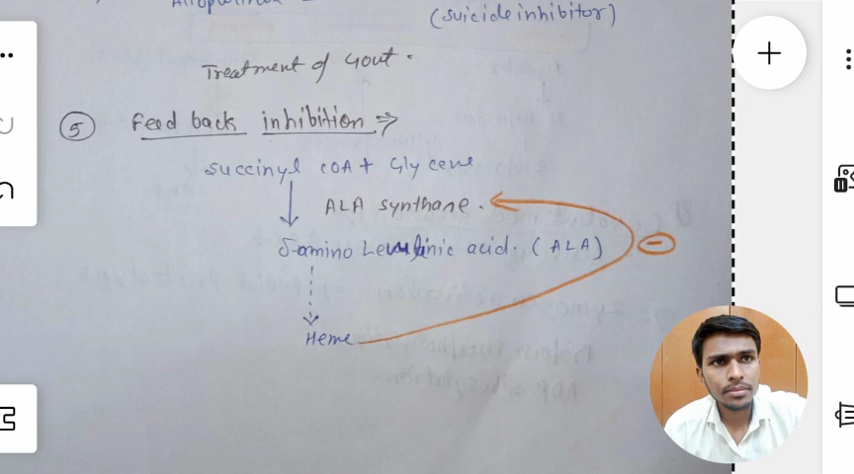 (suicide inhibitor)
Treatment of Gout.
⑤ Feed back inhibition ⇒
Succinyl COA + Glycene
ALA synthase.
δ-amino Levulinic acid. (ALA)
Heme